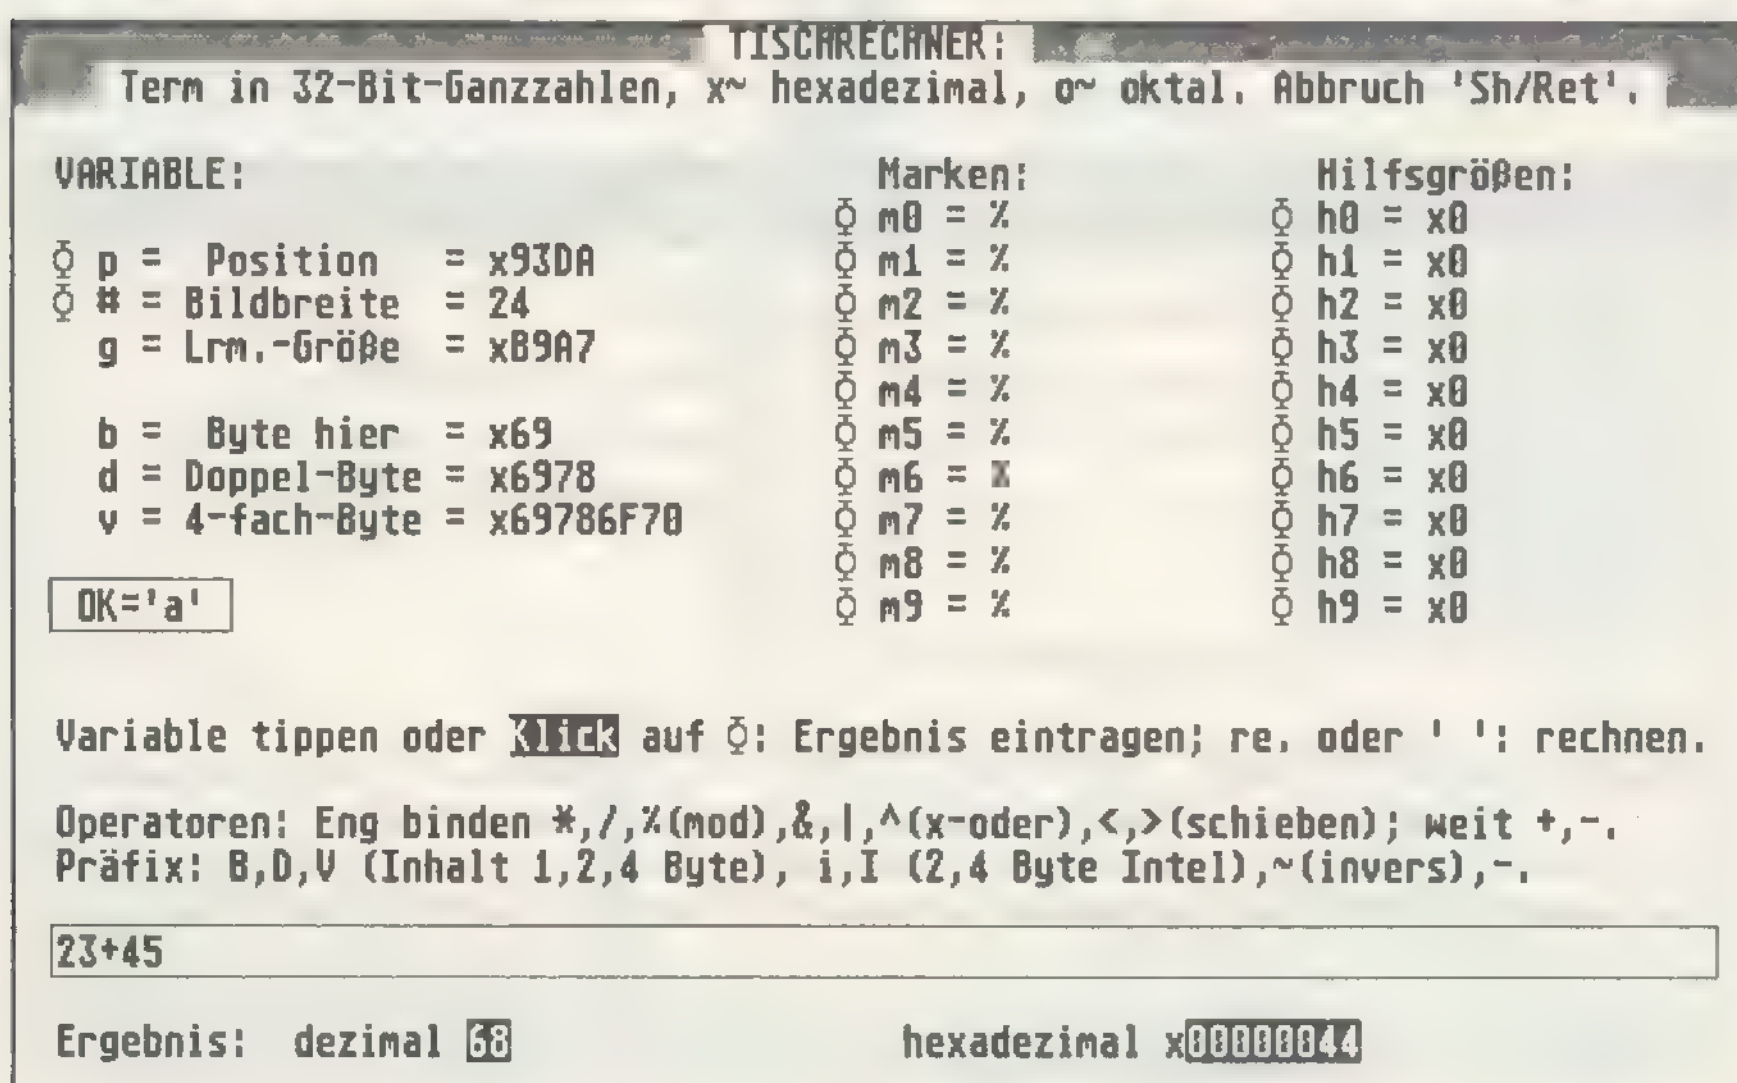 TISCHRECHNER:
Term in 32-Bit-Ganzzahlen, x~ hexadezimal, o~ oktal. Abbruch 'Sh/Ret'.
VARIABLE: Marken: Hilfsgrößen:
Φ m0 = % Φ h0 = x0
Φ p = Position = x93DA Φ m1 = % Φ h1 = x0
Φ # = Bildbreite = 24 Φ m2 = % Φ h2 = x0
g = Lrm.-Größe = xB9A7 Φ m3 = % Φ h3 = x0
Φ m4 = % Φ h4 = x0
b = Byte hier = x69 Φ m5 = % Φ h5 = x0
d = Doppel-Byte = x6978 Φ m6 = % Φ h6 = x0
v = 4-fach-Byte = x69786F70 Φ m7 = % Φ h7 = x0
Φ m8 = % Φ h8 = x0
OK='a' Φ m9 = % Φ h9 = x0
Variable tippen oder Klick auf Φ: Ergebnis eintragen; re. oder ' ': rechnen.
Operatoren: Eng binden *,/,%(mod),&,|,^(x-oder),<,>(schieben); weit +,-.
Präfix: B,D,V (Inhalt 1,2,4 Byte), i,I (2,4 Byte Intel),~(invers),-.
23+45
Ergebnis: dezimal 68 hexadezimal x00000044